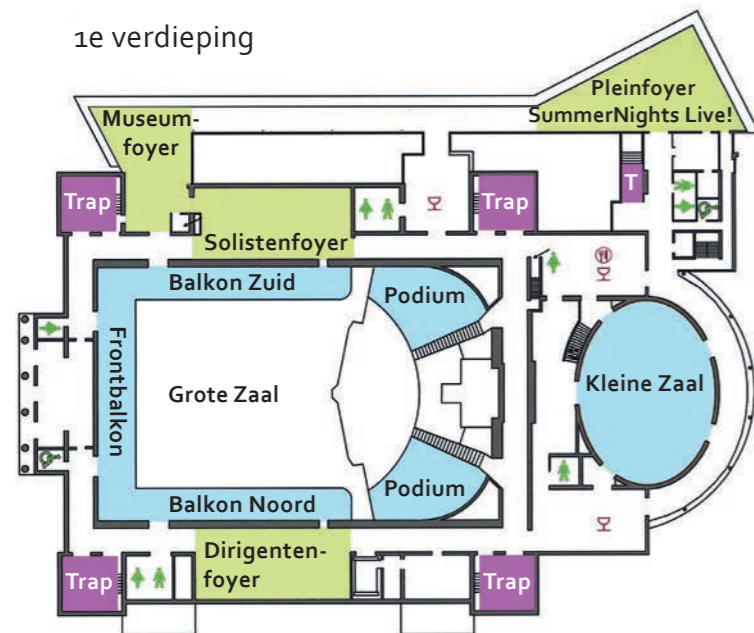 1e verdieping
Pleinfoyer
SummerNights Live!
Museum-
foyer
Trap
Trap
T
Solistenfoyer
Balkon Zuid
Podium
Frontbalkon
Grote Zaal
Kleine Zaal
Podium
Balkon Noord
Dirigenten-
foyer
Trap
Trap